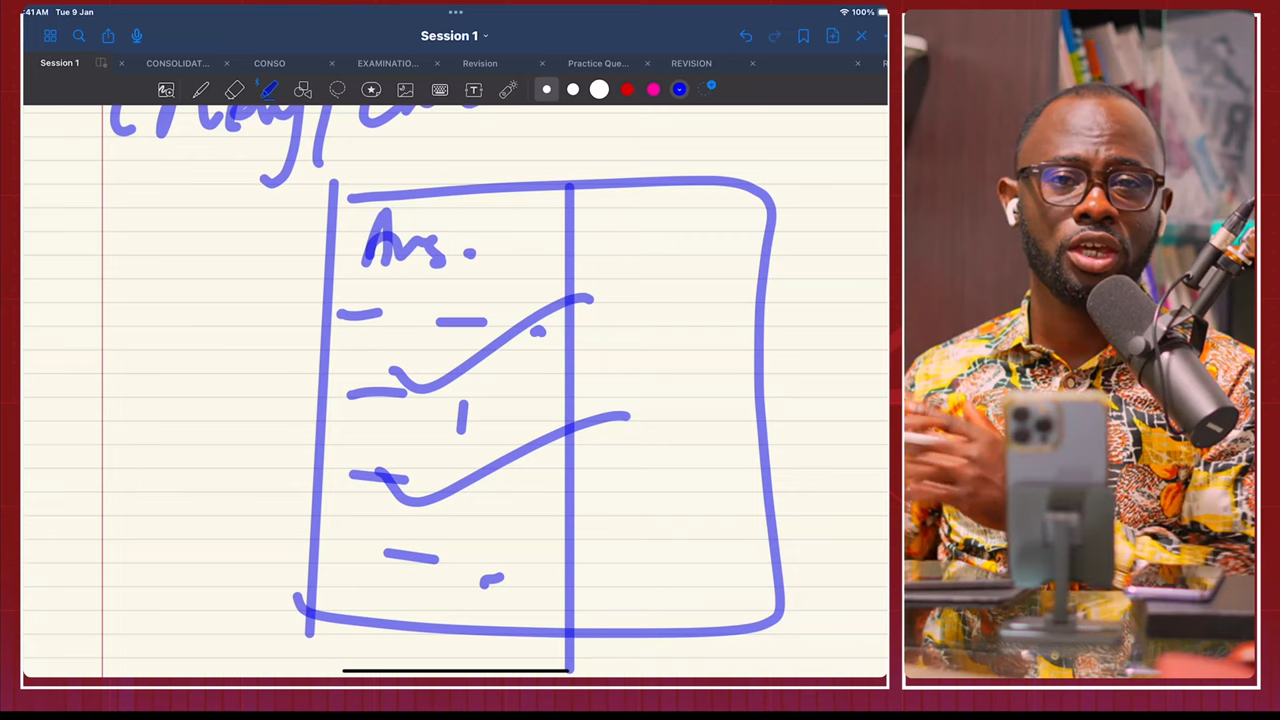 41 AM Tue 9 Jan
100%
Session 1
Session 1
CONSOLIDAT...
CONSO
EXAMINATIO...
Revision
Practice Que...
REVISION
Ans.